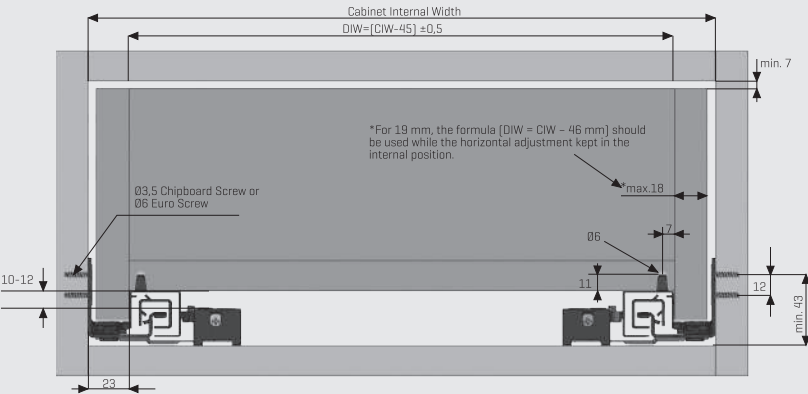 Cabinet Internal Width
DIW=[CIW-45] ±0,5
min. 7
*For 19 mm, the formula [DIW = CIW - 46 mm] should
be used while the horizontal adjustment kept in the
internal position.
*max.18
Ø3,5 Chipboard Screw or
Ø6 Euro Screw
Ø6
7
10-12
11
12
min. 43
23